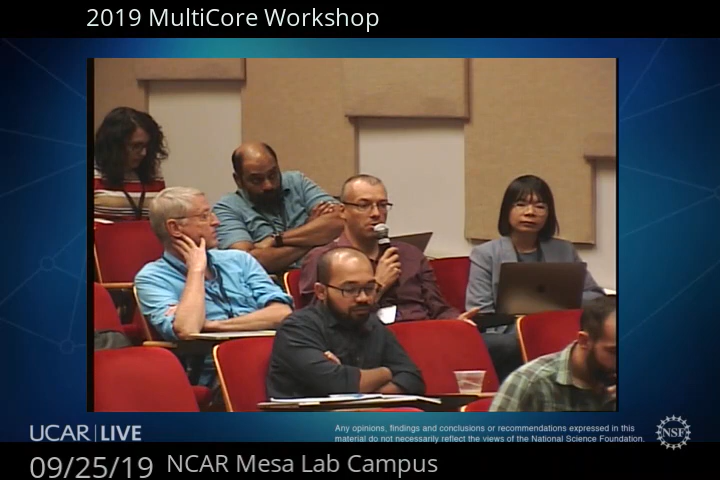 2019 MultiCore Workshop
UCAR|LIVE
Any opinions, findings and conclusions or recommendations expressed in this
material do not necessarily reflect the views of the National Science Foundation.
NSF
09/25/19 NCAR Mesa Lab Campus